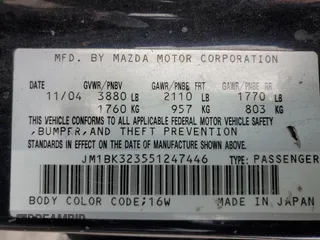 MFD. BY MAZDA MOTOR CORPORATION
DATE GVWR/PNBV GAWR/PNBE FRT GAWR/PNBE RR
11/04 3880 LB 2110 LB 1770 LB
1760 KG 957 KG 803 KG
THIS VEHICLE CONFORMS TO ALL APPLICABLE
FEDERAL MOTOR VEHICLE SAFETY
,BUMPER,AND THEFT PREVENTION
STANDARDS IN EFFECT ON THE DATE OF
MANUFACTURE SHOWN ABOVE.
JM1BK323551247446 TYPE: PASSENGER
BODY COLOR CODE:16W MADE IN JAPAN